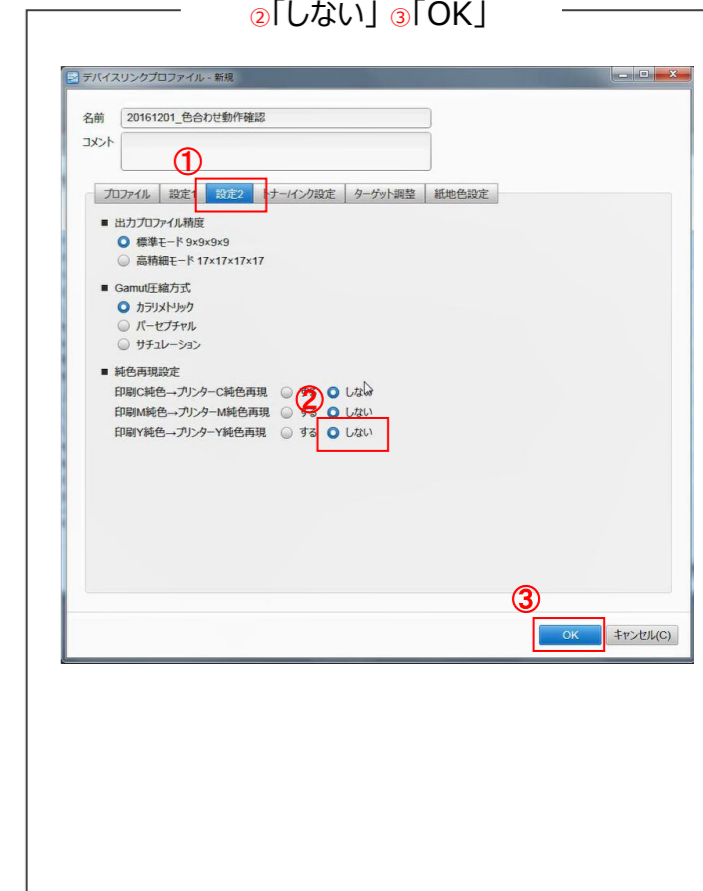 ②「しない」 ③「OK」
デバイスリンクプロファイル - 新規
名前 20161201_色合わせ動作確認
コメント
①
プロファイル 設定1 設定2 トナー/インク設定 ターゲット調整 紙地色設定
■ 出力プロファイル精度
標準モード 9×9×9×9
高精細モード 17×17×17×17
■ Gamut圧縮方式
カラリメトリック
パーセプチャル
サチュレーション
■ 純色再現設定
印刷C純色→プリンターC純色再現 する しない
②
印刷M純色→プリンターM純色再現 する しない
印刷Y純色→プリンターY純色再現 する しない
③
OK キャンセル(C)